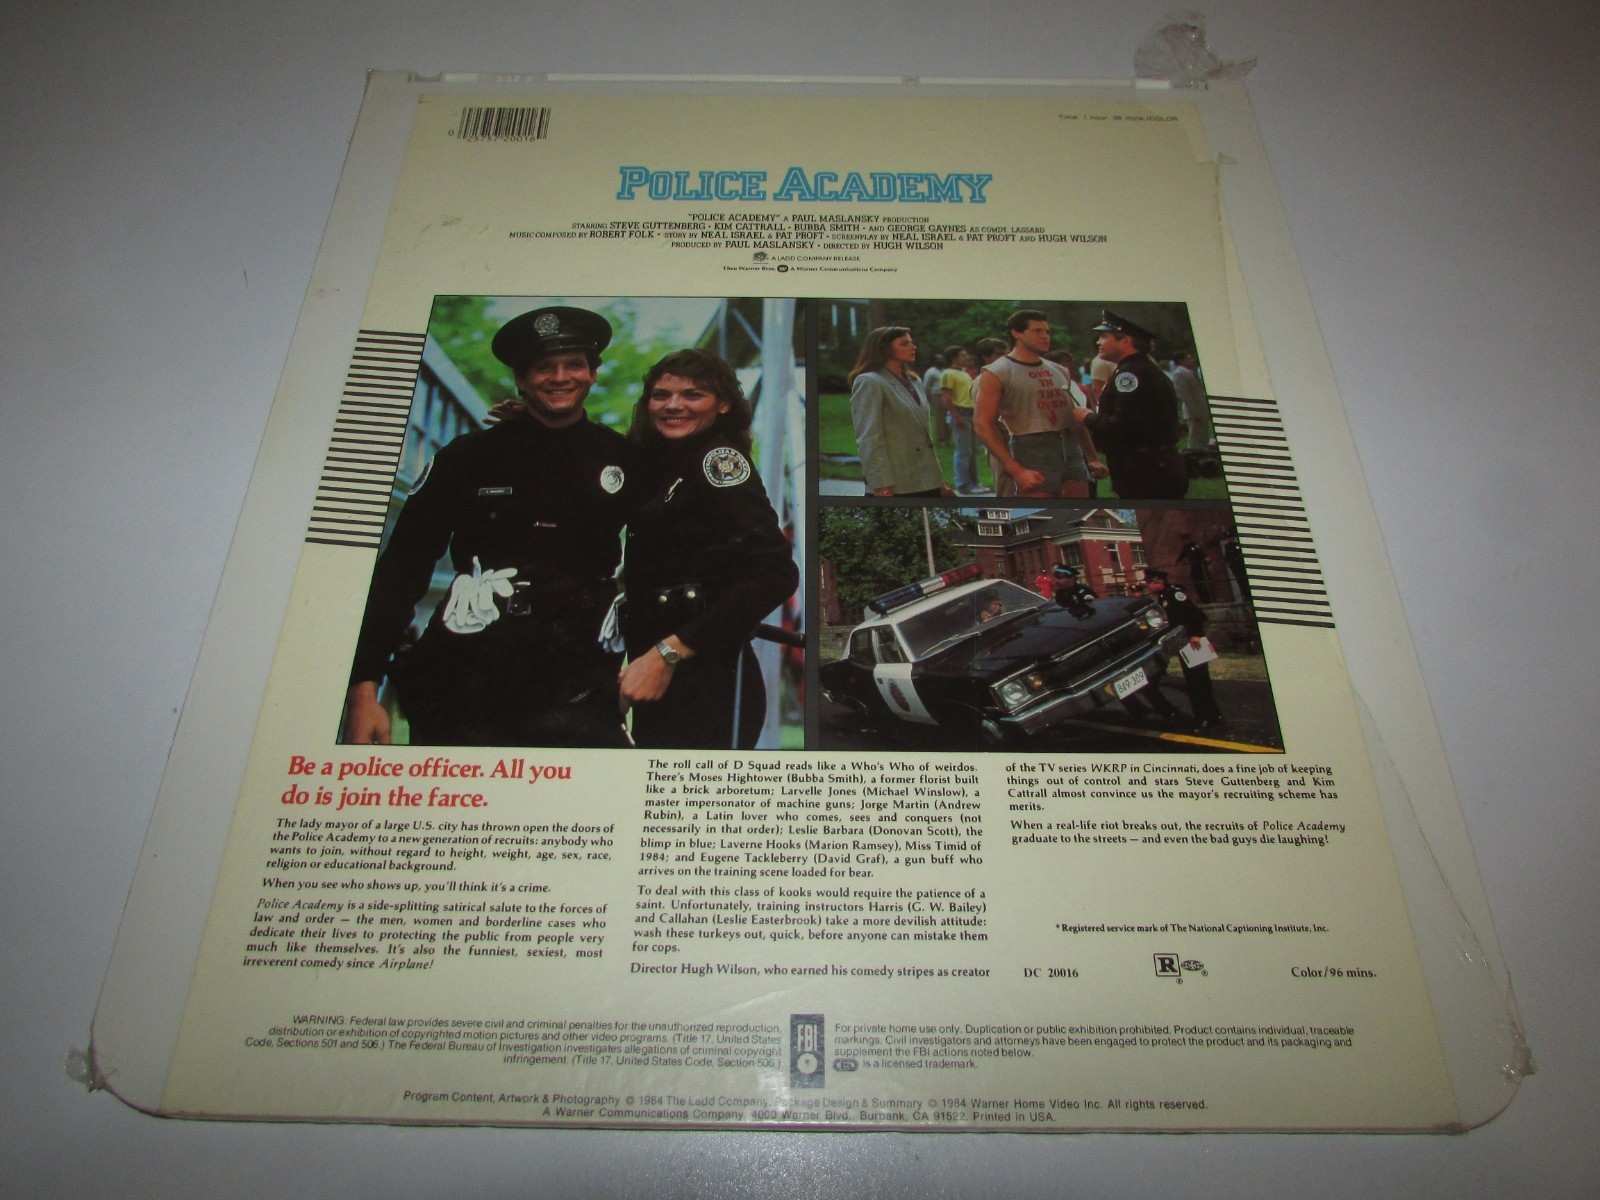 0
23737 20016
Time: 1 hour, 36 mins./COLOR
POLICE ACADEMY
"POLICE ACADEMY" A PAUL MASLANSKY PRODUCTION
STARRING STEVE GUTTENBERG · KIM CATTRALL · BUBBA SMITH · AND GEORGE GAYNES AS COMDT. LASSARD
MUSIC COMPOSED BY ROBERT FOLK · STORY BY NEAL ISRAEL & PAT PROFT · SCREENPLAY BY NEAL ISRAEL & PAT PROFT AND HUGH WILSON
PRODUCED BY PAUL MASLANSKY · DIRECTED BY HUGH WILSON
A LADD COMPANY RELEASE
Thru Warner Bros. A Warner Communications Company
ONE
IN
THE
OVEN
METROPOLITAN
849-309
Be a police officer. All you
do is join the farce.
The lady mayor of a large U.S. city has thrown open the doors of
the Police Academy to a new generation of recruits: anybody who
wants to join, without regard to height, weight, age, sex, race,
religion or educational background.
When you see who shows up, you'll think it's a crime.
Police Academy is a side-splitting satirical salute to the forces of
law and order — the men, women and borderline cases who
dedicate their lives to protecting the public from people very
much like themselves. It's also the funniest, sexiest, most
irreverent comedy since Airplane!
The roll call of D Squad reads like a Who's Who of weirdos.
There's Moses Hightower (Bubba Smith), a former florist built
like a brick arboretum; Larvelle Jones (Michael Winslow), a
master impersonator of machine guns; Jorge Martin (Andrew
Rubin), a Latin lover who comes, sees and conquers (not
necessarily in that order); Leslie Barbara (Donovan Scott), the
blimp in blue; Laverne Hooks (Marion Ramsey), Miss Timid of
1984; and Eugene Tackleberry (David Graf), a gun buff who
arrives on the training scene loaded for bear.
To deal with this class of kooks would require the patience of a
saint. Unfortunately, training instructors Harris (G. W. Bailey)
and Callahan (Leslie Easterbrook) take a more devilish attitude:
wash these turkeys out, quick, before anyone can mistake them
for cops.
Director Hugh Wilson, who earned his comedy stripes as creator
of the TV series WKRP in Cincinnati, does a fine job of keeping
things out of control and stars Steve Guttenberg and Kim
Cattrall almost convince us the mayor's recruiting scheme has
merits.
When a real-life riot breaks out, the recruits of Police Academy
graduate to the streets — and even the bad guys die laughing!
* Registered service mark of The National Captioning Institute, Inc.
DC 20016
R
®
®
Color/96 mins.
WARNING: Federal law provides severe civil and criminal penalties for the unauthorized reproduction,
distribution or exhibition of copyrighted motion pictures and other video programs. (Title 17, United States
Code, Sections 501 and 506.) The Federal Bureau of Investigation investigates allegations of criminal copyright
infringement. (Title 17, United States Code, Section 506.)
FBI
For private home use only. Duplication or public exhibition prohibited. Product contains individual, traceable
markings. Civil investigators and attorneys have been engaged to protect the product and its packaging and
supplement the FBI actions noted below.
CED is a licensed trademark.
Program Content, Artwork & Photography © 1984 The Ladd Company. Package Design & Summary © 1984 Warner Home Video Inc. All rights reserved.
A Warner Communications Company, 4000 Warner Blvd., Burbank, CA 91522. Printed in USA.